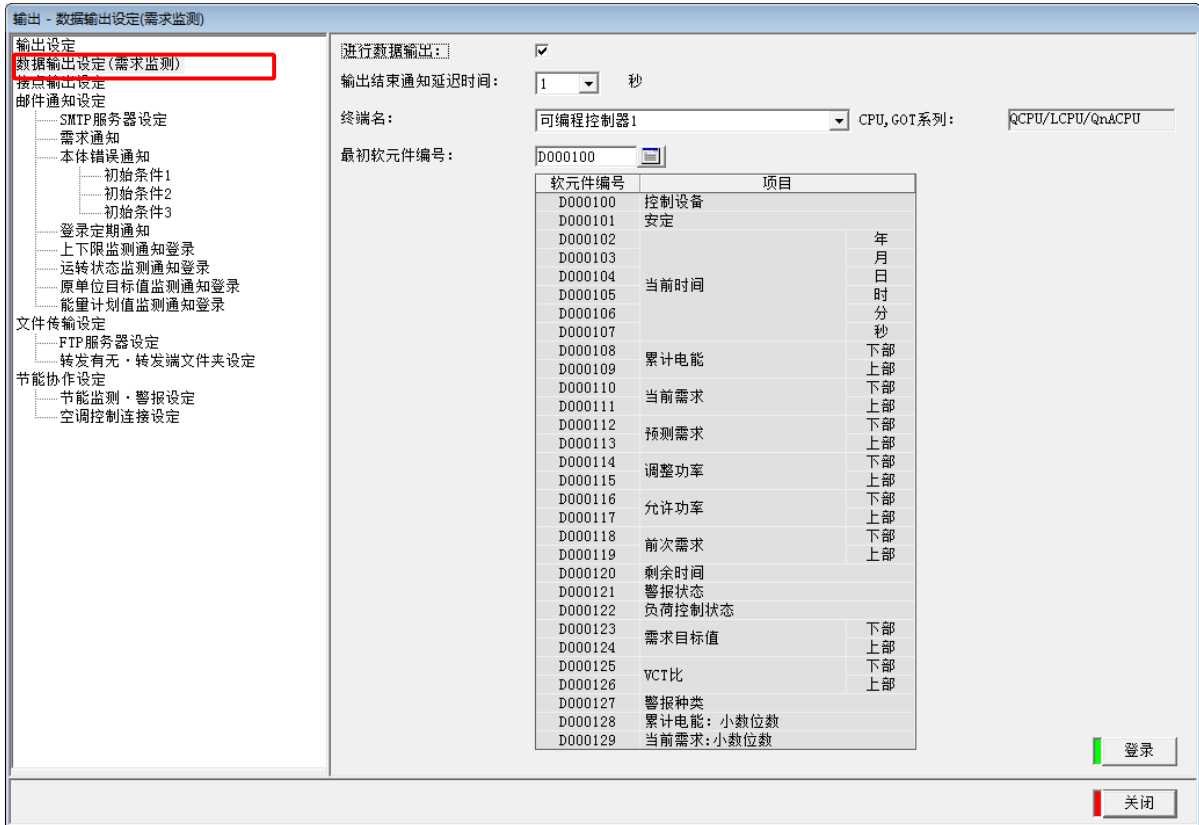 输出 - 数据输出设定(需求监测)
输出设定
数据输出设定(需求监测)
接点输出设定
邮件通知设定
SMTP服务器设定
需求通知
本体错误通知
初始条件1
初始条件2
初始条件3
登录定期通知
上下限监测通知登录
运转状态监测通知登录
原单位目标值监测通知登录
能量计划值监测通知登录
文件传输设定
FTP服务器设定
转发有无・转发端文件夹设定
节能协作设定
节能监测・警报设定
空调控制连接设定
进行数据输出:
输出结束通知延迟时间: 1 秒
终端名: 可编程控制器1 CPU,GOT系列: QCPU/LCPU/QnACPU
最初软元件编号: D000100
软元件编号 项目
D000100 控制设备
D000101 安定
D000102 年
D000103 月
D000104 日
当前时间
D000105 时
D000106 分
D000107 秒
D000108 下部
累计电能
D000109 上部
D000110 下部
当前需求
D000111 上部
D000112 下部
预测需求
D000113 上部
D000114 下部
调整功率
D000115 上部
D000116 下部
允许功率
D000117 上部
D000118 下部
前次需求
D000119 上部
D000120 剩余时间
D000121 警报状态
D000122 负荷控制状态
D000123 下部
需求目标值
D000124 上部
D000125 下部
VCT比
D000126 上部
D000127 警报种类
D000128 累计电能: 小数位数
D000129 当前需求:小数位数
登录
关闭